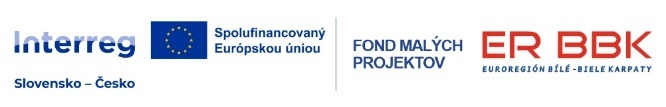 Interreg
Spolufinancovaný
Európskou úniou
Slovensko – Česko
FOND MALÝCH
PROJEKTOV
ER BBK
EUROREGIÓN BÍLÉ - BIELE KARPATY